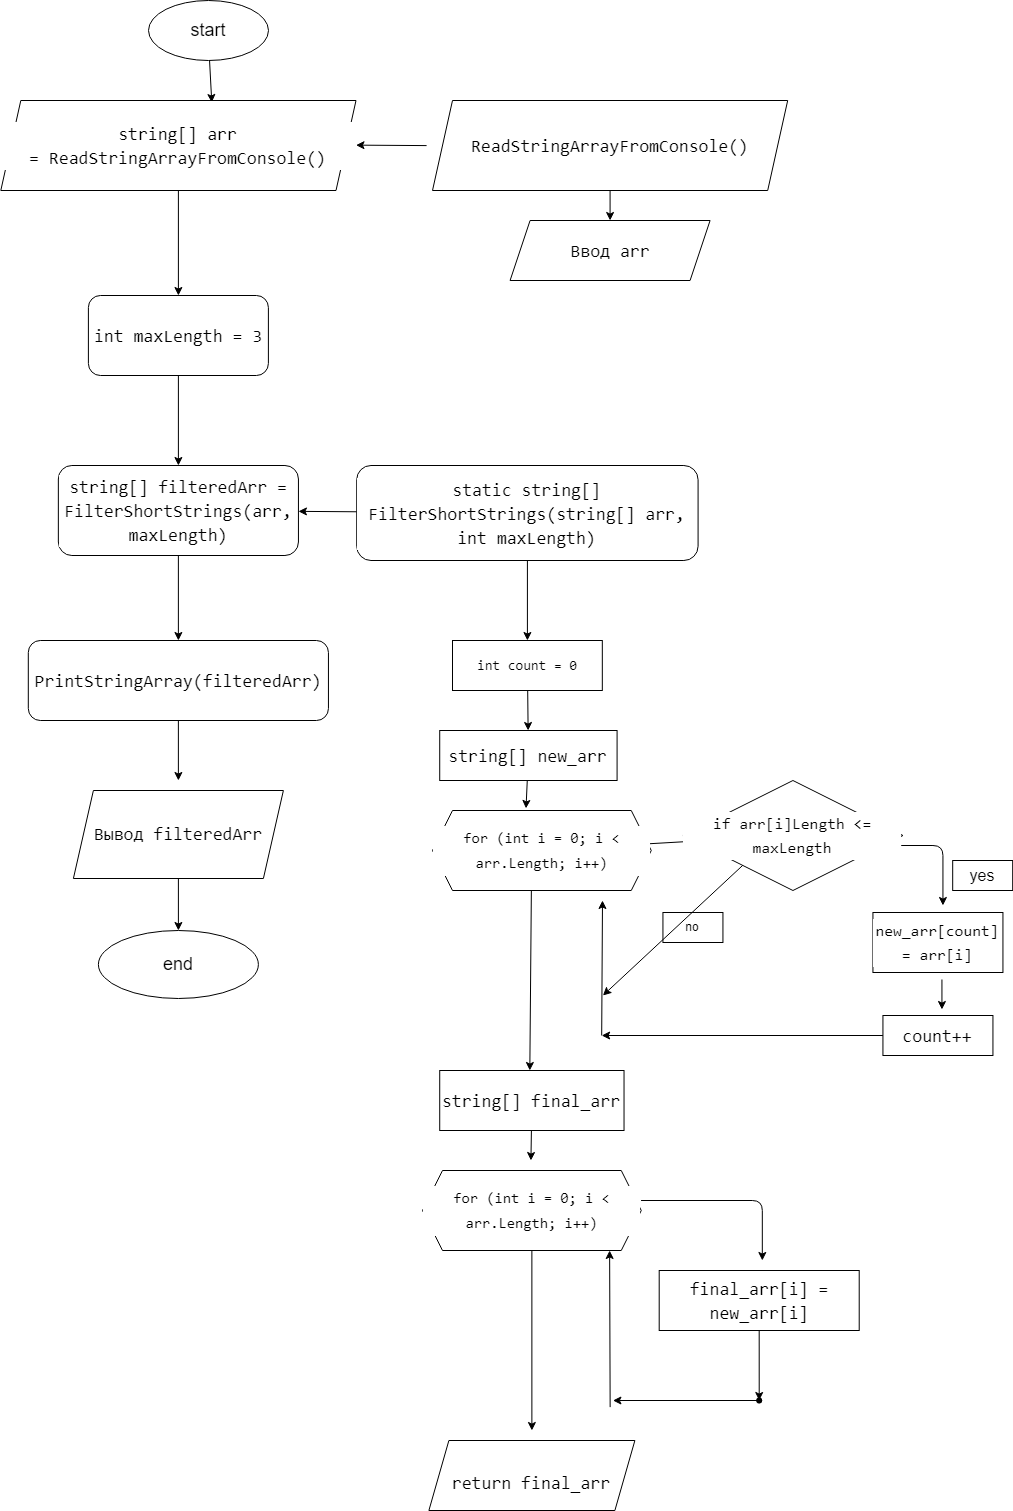 start
string[] arr
= ReadStringArrayFromConsole()
ReadStringArrayFromConsole()
Ввод arr
int maxLength = 3
string[] filteredArr =
FilterShortStrings(arr,
maxLength)
static string[]
FilterShortStrings(string[] arr,
int maxLength)
PrintStringArray(filteredArr)
int count = 0
string[] new_arr
Вывод filteredArr
for (int i = 0; i <
arr.Length; i++)
if arr[i]Length <=
maxLength
yes
no
new_arr[count]
= arr[i]
end
count++
string[] final_arr
for (int i = 0; i <
arr.Length; i++)
final_arr[i] =
new_arr[i]
return final_arr